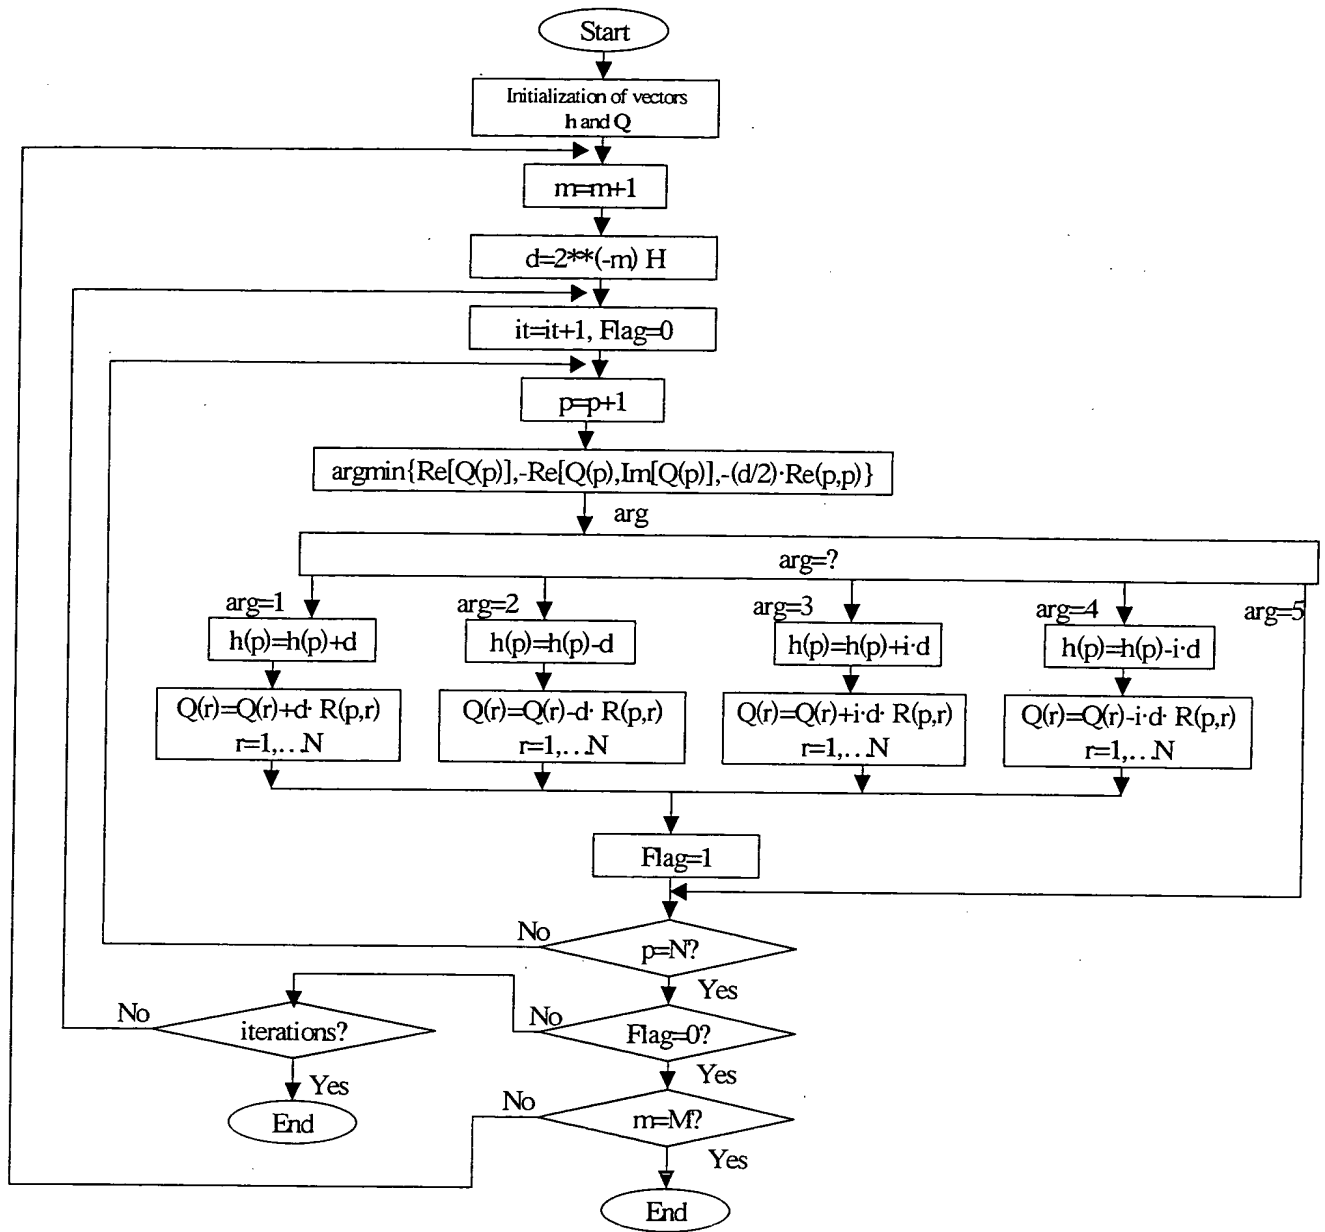 Start
Initialization of vectors
h and Q
m=m+1
d=2**(-m) H
it=it+1, Flag=0
p=p+1
argmin{Re[Q(p)],-Re[Q(p),Im[Q(p)],-(d/2)·Re(p,p)}
arg
arg=?
arg=1
arg=2
arg=3
arg=4
arg=5
h(p)=h(p)+d
h(p)=h(p)-d
h(p)=h(p)+i·d
h(p)=h(p)-i·d
Q(r)=Q(r)+d· R(p,r)
r=1,…N
Q(r)=Q(r)-d· R(p,r)
r=1,…N
Q(r)=Q(r)+i·d· R(p,r)
r=1,…N
Q(r)=Q(r)-i·d· R(p,r)
r=1,…N
Flag=1
No
p=N?
Yes
No
iterations?
Yes
End
No
Flag=0?
Yes
No
m=M?
Yes
End